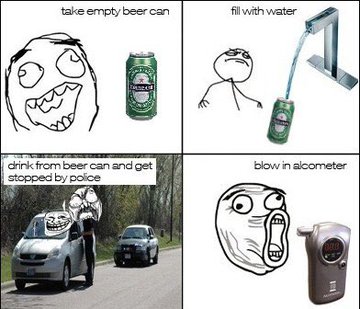 take empty beer can
fill with water
drink from beer can and get
stopped by police
blow in alcometer